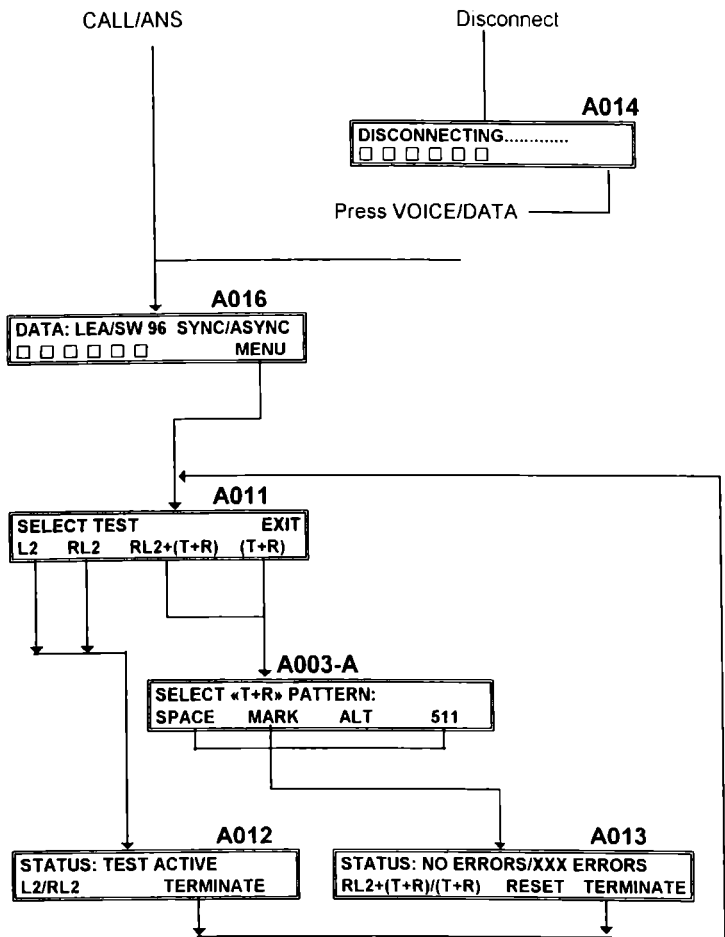 CALL/ANS
Disconnect
A014
DISCONNECTING.............
Press VOICE/DATA
A016
DATA: LEA/SW 96 SYNC/ASYNC
MENU
A011
SELECT TEST EXIT
L2 RL2 RL2+(T+R) (T+R)
A003-A
SELECT «T+R» PATTERN:
SPACE MARK ALT 511
A012
STATUS: TEST ACTIVE
L2/RL2 TERMINATE
A013
STATUS: NO ERRORS/XXX ERRORS
RL2+(T+R)/(T+R) RESET TERMINATE